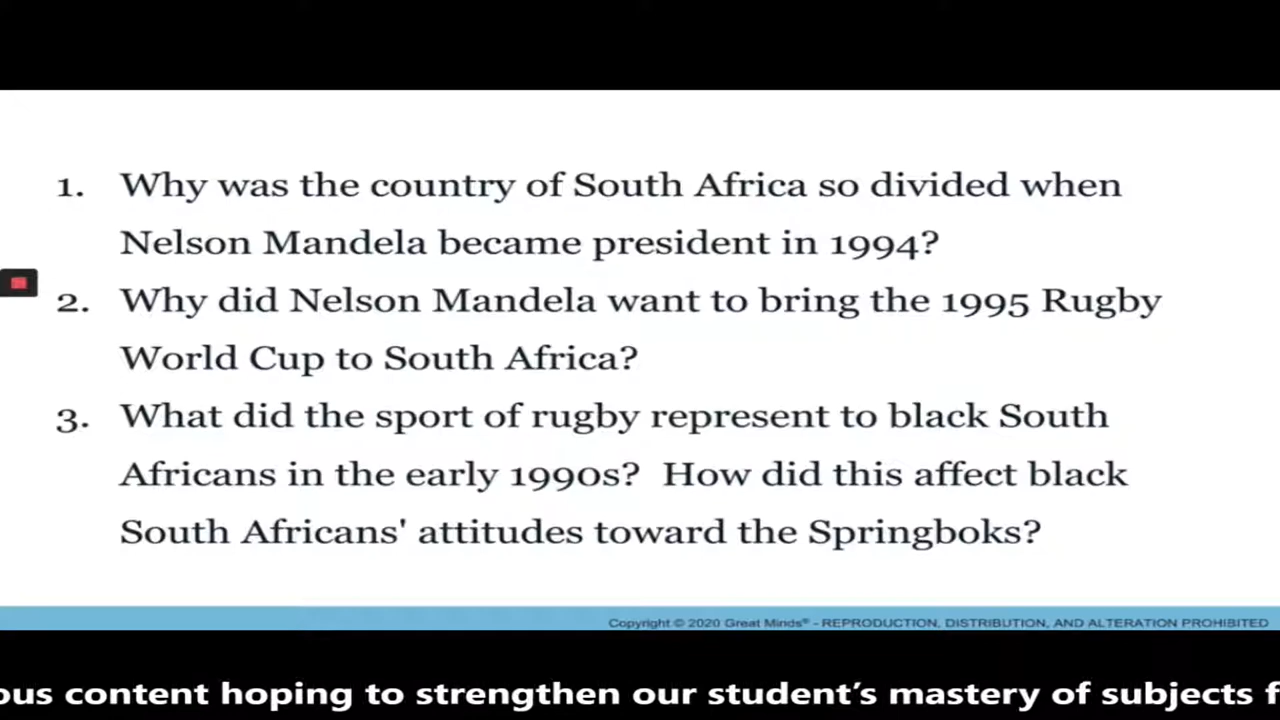 1. Why was the country of South Africa so divided when
Nelson Mandela became president in 1994?
2. Why did Nelson Mandela want to bring the 1995 Rugby
World Cup to South Africa?
3. What did the sport of rugby represent to black South
Africans in the early 1990s? How did this affect black
South Africans' attitudes toward the Springboks?
Copyright © 2020 Great Minds® - REPRODUCTION, DISTRIBUTION, AND ALTERATION PROHIBITED
content hoping to strengthen our student’s mastery of subjects